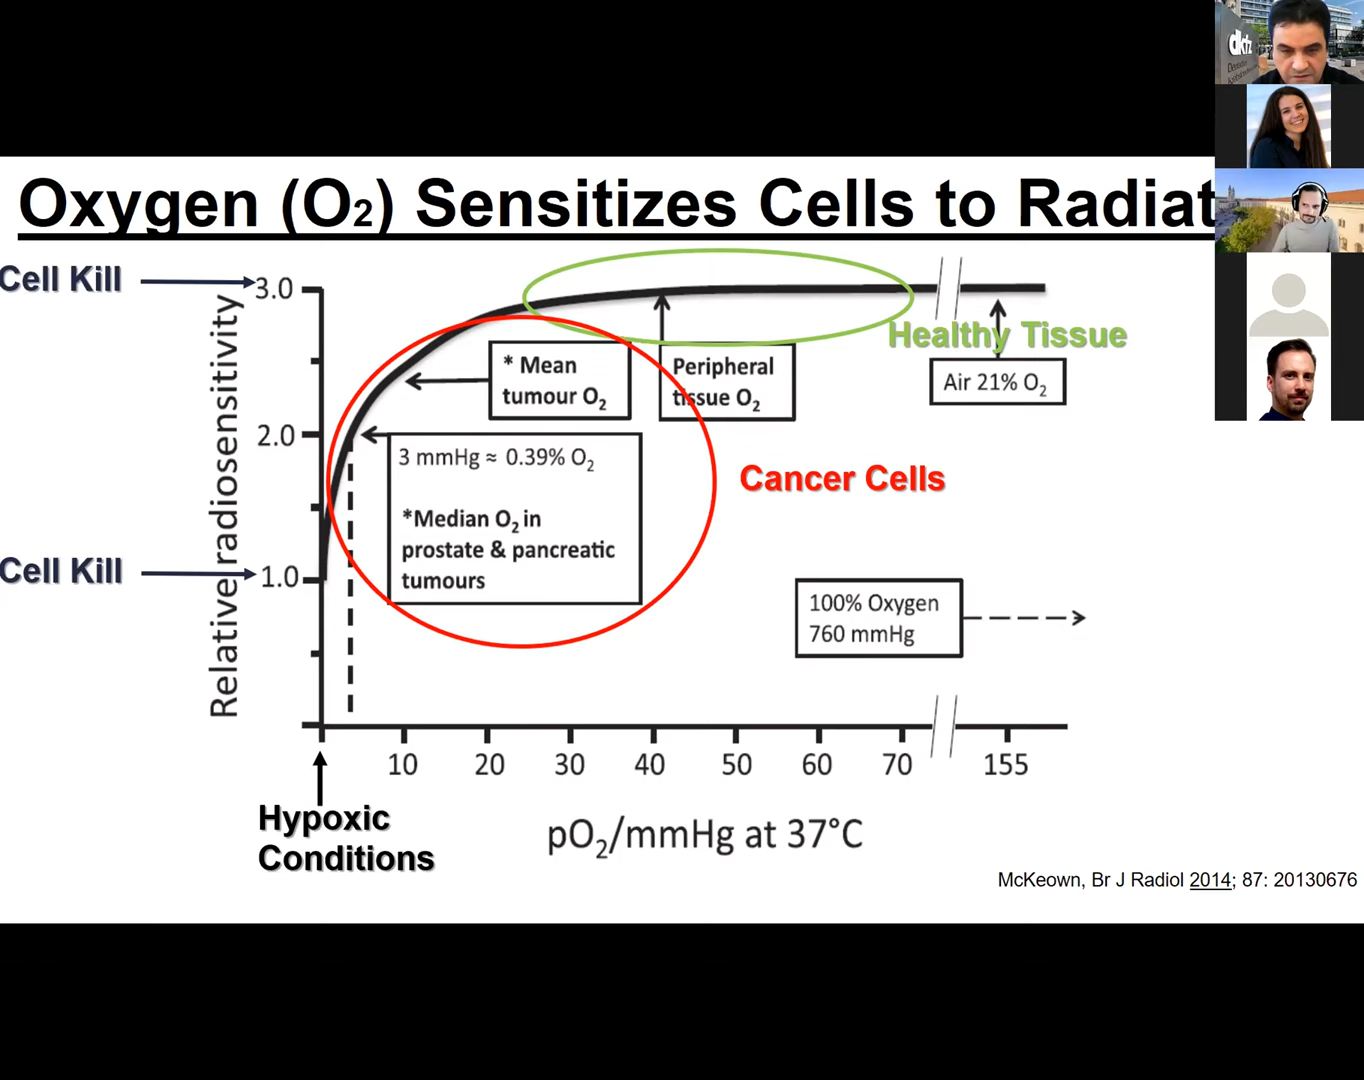 dkfz
Oxygen (O2) Sensitizes Cells to Radiat
Cell Kill
3.0
Healthy Tissue
* Mean
tumour O2
Peripheral
tissue O2
Air 21% O2
2.0
3 mmHg ≈ 0.39% O2
*Median O2 in
prostate & pancreatic
tumours
Cancer Cells
Cell Kill
1.0
Relative radiosensitivity
100% Oxygen
760 mmHg
10 20 30 40 50 60 70 155
Hypoxic
Conditions
pO2/mmHg at 37°C
McKeown, Br J Radiol 2014; 87: 20130676